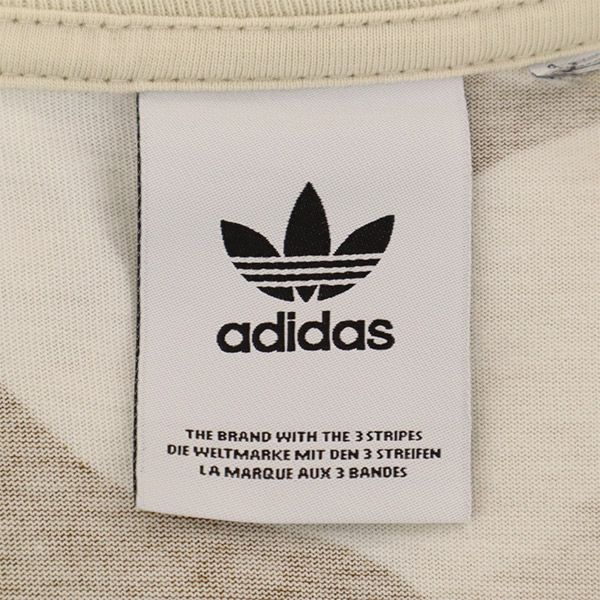 adidas
THE BRAND WITH THE 3 STRIPES
DIE WELTMARKE MIT DEN 3 STREIFEN
LA MARQUE AUX 3 BANDES